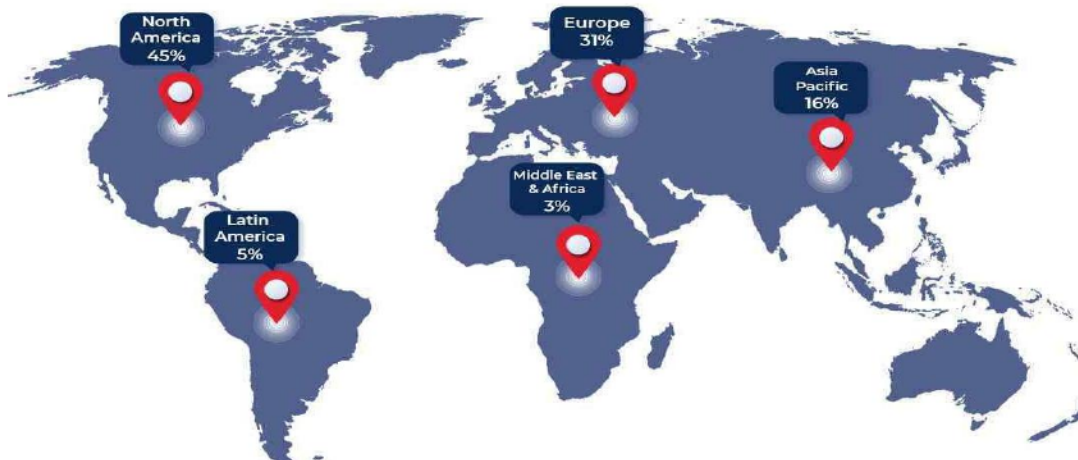 North
America
45%
Europe
31%
Asia
Pacific
16%
Middle East
& Africa
3%
Latin
America
5%